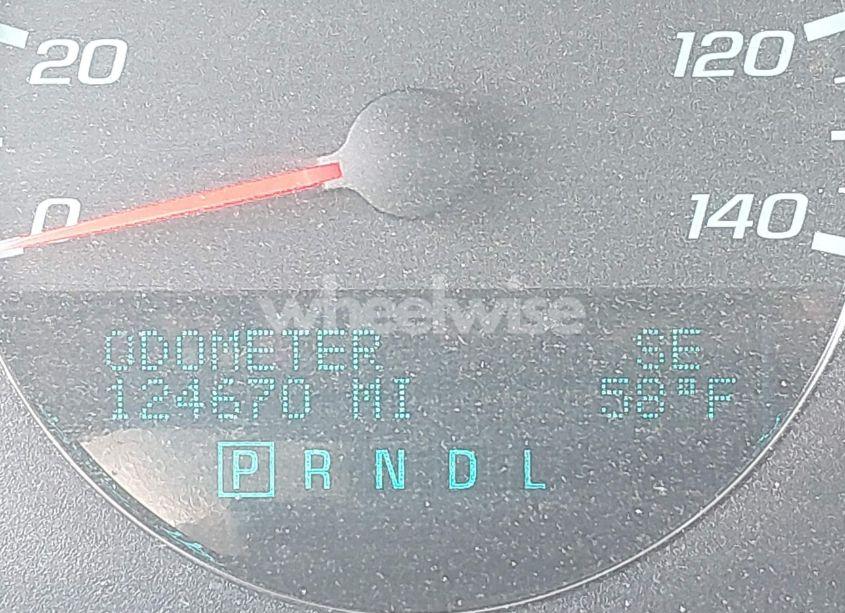 20 120
0 140
wheelwise
ODOMETER SE
124670 MI 58°F
P R N D L